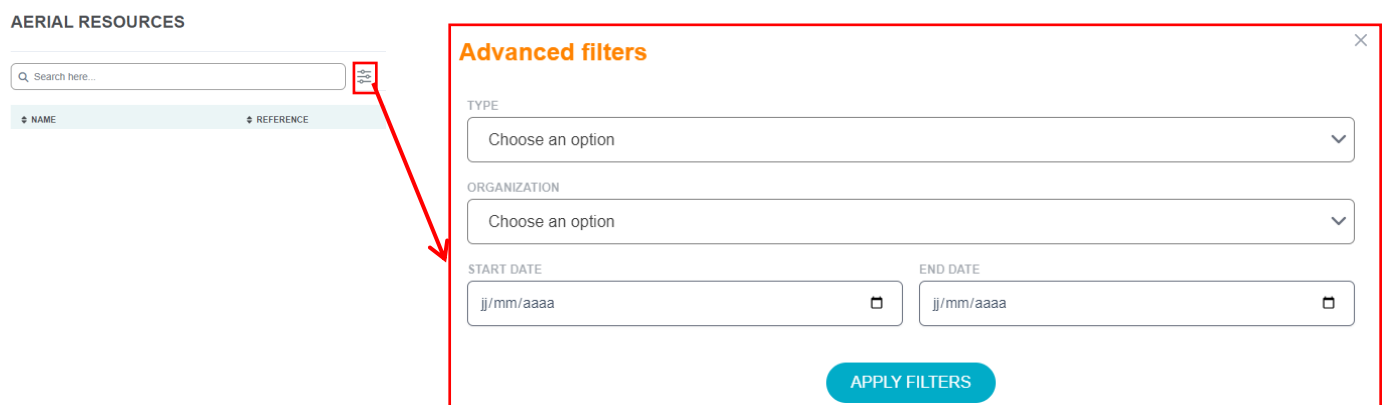 AERIAL RESOURCES
Search here...
NAME REFERENCE
Advanced filters
TYPE
Choose an option
ORGANIZATION
Choose an option
START DATE END DATE
jj/mm/aaaa jj/mm/aaaa
APPLY FILTERS